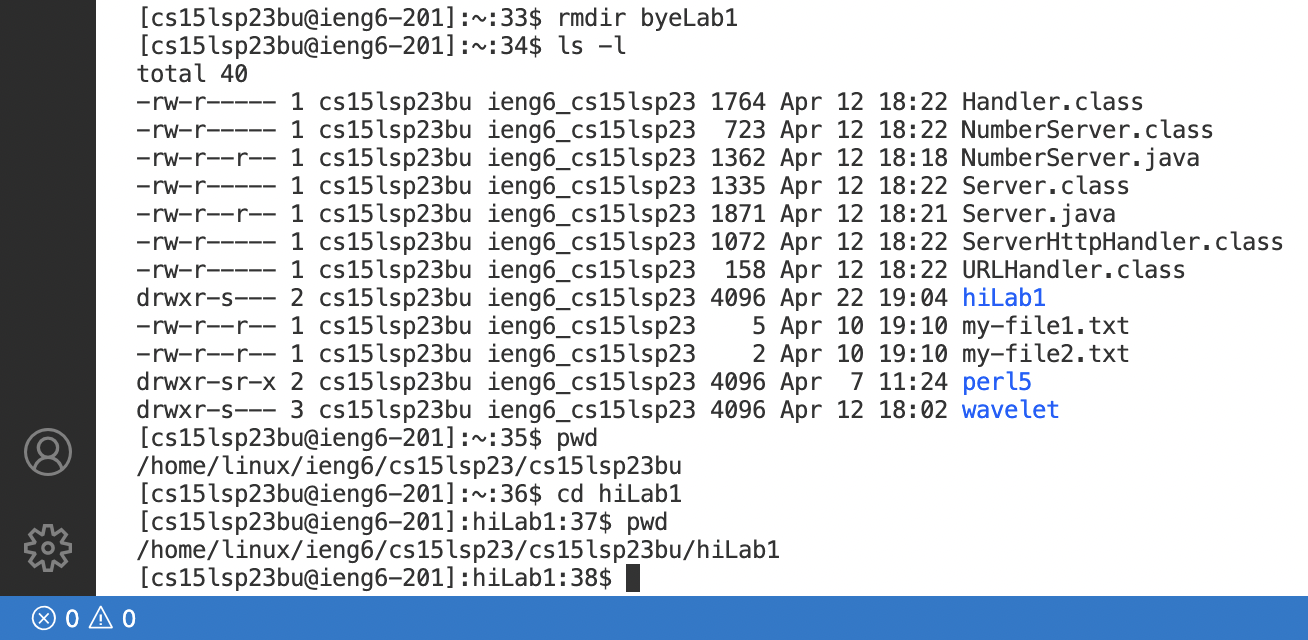 [cs15lsp23bu@ieng6-201]:~:33$ rmdir byeLab1
[cs15lsp23bu@ieng6-201]:~:34$ ls -l
total 40
-rw-r----- 1 cs15lsp23bu ieng6_cs15lsp23 1764 Apr 12 18:22 Handler.class
-rw-r----- 1 cs15lsp23bu ieng6_cs15lsp23  723 Apr 12 18:22 NumberServer.class
-rw-r--r-- 1 cs15lsp23bu ieng6_cs15lsp23 1362 Apr 12 18:18 NumberServer.java
-rw-r----- 1 cs15lsp23bu ieng6_cs15lsp23 1335 Apr 12 18:22 Server.class
-rw-r--r-- 1 cs15lsp23bu ieng6_cs15lsp23 1871 Apr 12 18:21 Server.java
-rw-r----- 1 cs15lsp23bu ieng6_cs15lsp23 1072 Apr 12 18:22 ServerHttpHandler.class
-rw-r----- 1 cs15lsp23bu ieng6_cs15lsp23  158 Apr 12 18:22 URLHandler.class
drwxr-s--- 2 cs15lsp23bu ieng6_cs15lsp23 4096 Apr 22 19:04 hiLab1
-rw-r--r-- 1 cs15lsp23bu ieng6_cs15lsp23    5 Apr 10 19:10 my-file1.txt
-rw-r--r-- 1 cs15lsp23bu ieng6_cs15lsp23    2 Apr 10 19:10 my-file2.txt
drwxr-sr-x 2 cs15lsp23bu ieng6_cs15lsp23 4096 Apr  7 11:24 perl5
drwxr-s--- 3 cs15lsp23bu ieng6_cs15lsp23 4096 Apr 12 18:02 wavelet
[cs15lsp23bu@ieng6-201]:~:35$ pwd
/home/linux/ieng6/cs15lsp23/cs15lsp23bu
[cs15lsp23bu@ieng6-201]:~:36$ cd hiLab1
[cs15lsp23bu@ieng6-201]:hiLab1:37$ pwd
/home/linux/ieng6/cs15lsp23/cs15lsp23bu/hiLab1
[cs15lsp23bu@ieng6-201]:hiLab1:38$
0 0